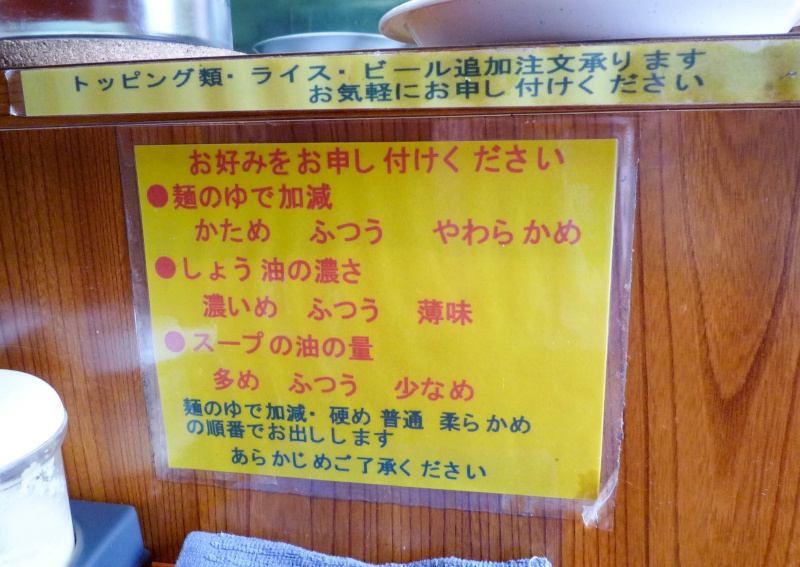 トッピング類・ライス・ビール追加注文承ります
お気軽にお申し付けください
お好みをお申し付けください
●麺のゆで加減
かため ふつう やわらかめ
●しょう油の濃さ
濃いめ ふつう 薄味
●スープの油の量
多め ふつう 少なめ
麺のゆで加減・硬め 普通 柔らかめ
の順番でお出しします
あらかじめご了承ください